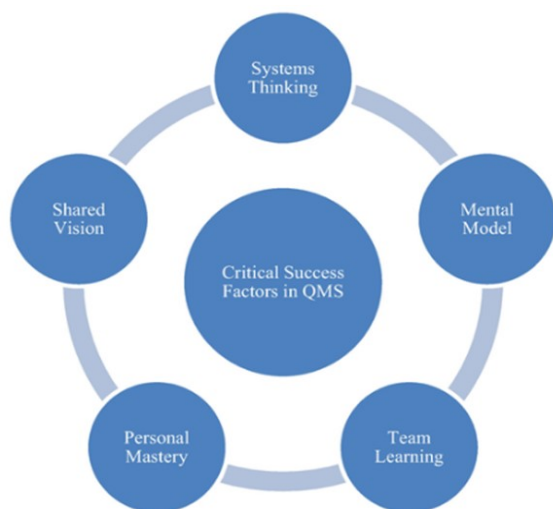 Systems
Thinking
Shared
Vision
Mental
Model
Critical Success
Factors in QMS
Personal
Mastery
Team
Learning